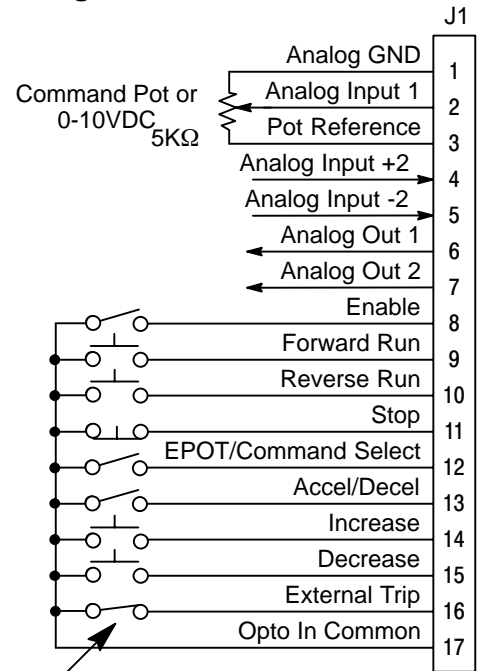 J1
Analog GND 1
Command Pot or
0-10VDC
5KΩ
Analog Input 1 2
Pot Reference 3
Analog Input +2 4
Analog Input -2 5
Analog Out 1 6
Analog Out 2 7
Enable 8
Forward Run 9
Reverse Run 10
Stop 11
EPOT/Command Select 12
Accel/Decel 13
Increase 14
Decrease 15
External Trip 16
Opto In Common 17